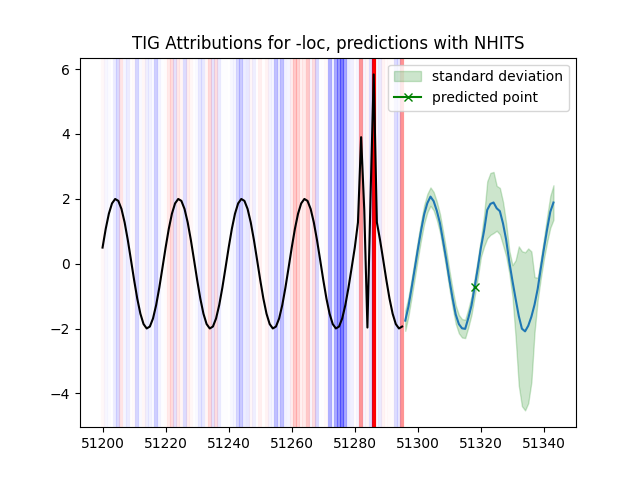 TIG Attributions for -loc, predictions with NHITS
6
4
2
0
−2
−4
standard deviation
predicted point
51200 51220 51240 51260 51280 51300 51320 51340